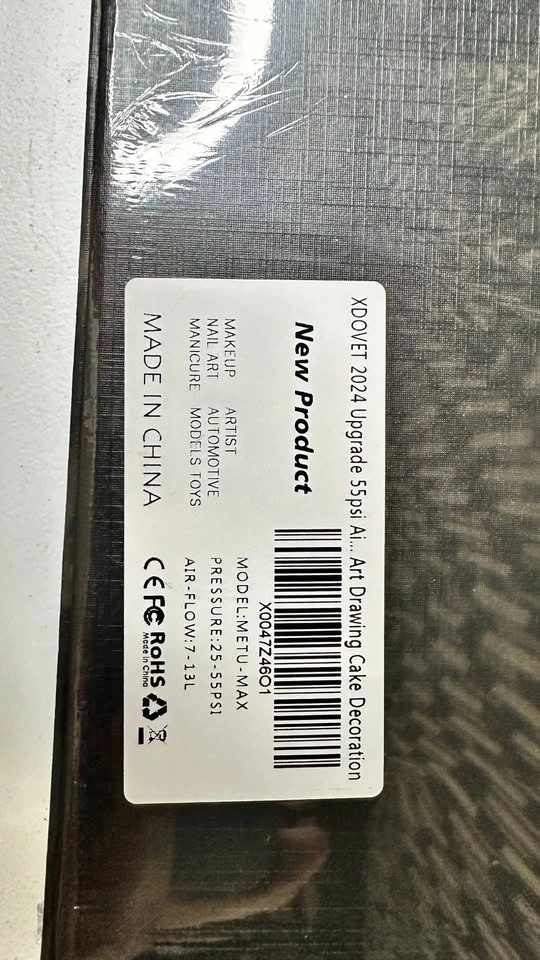 XDOVET 2024 Upgrade 55psi Ai... Art Drawing Cake Decoration
New Product
X0047Z46O1
MAKEUP ARTIST
NAIL ART AUTOMOTIVE
MANICURE MODELS TOYS
MODEL:METU-MAX
PRESSURE:25-55PSI
AIR-FLOW:7-13L
MADE IN CHINA
CE FC RoHS
Made in China